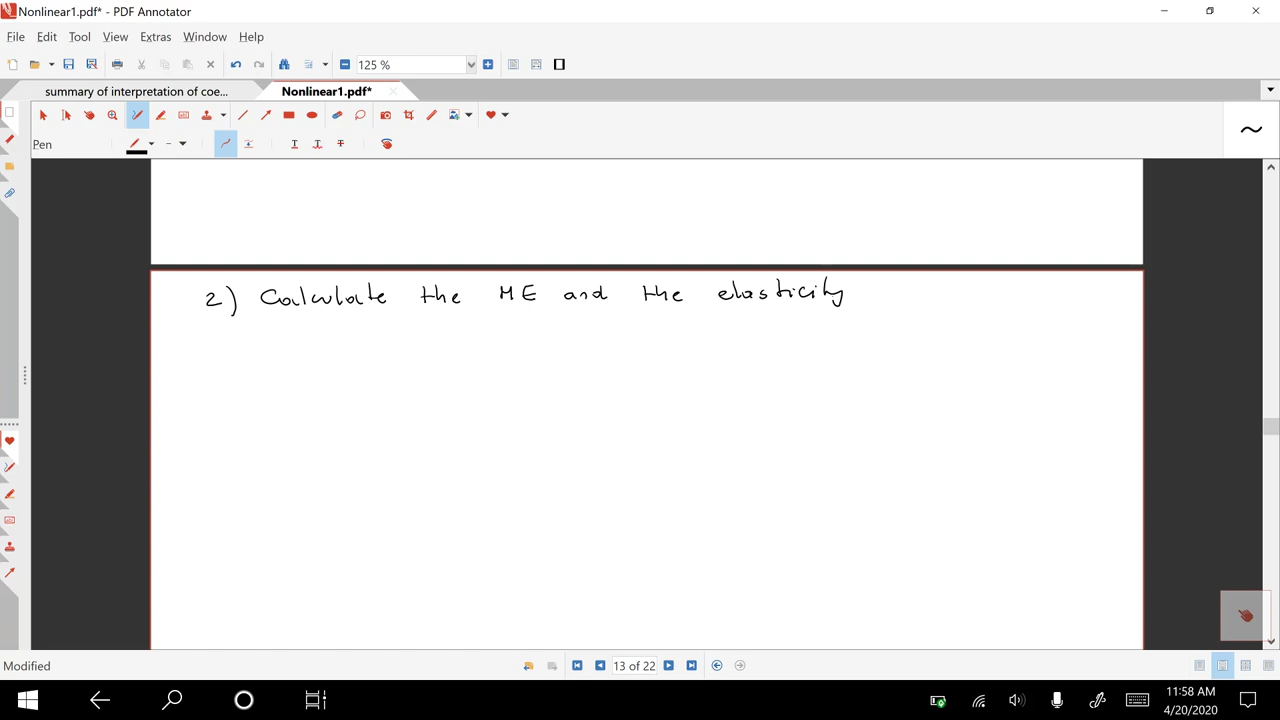 Nonlinear1.pdf* - PDF Annotator
File Edit Tool View Extras Window Help
125 %
summary of interpretation of coe... Nonlinear1.pdf*
Pen
2) Calculate the ME and the elasticity
Modified
13 of 22
11:58 AM
4/20/2020